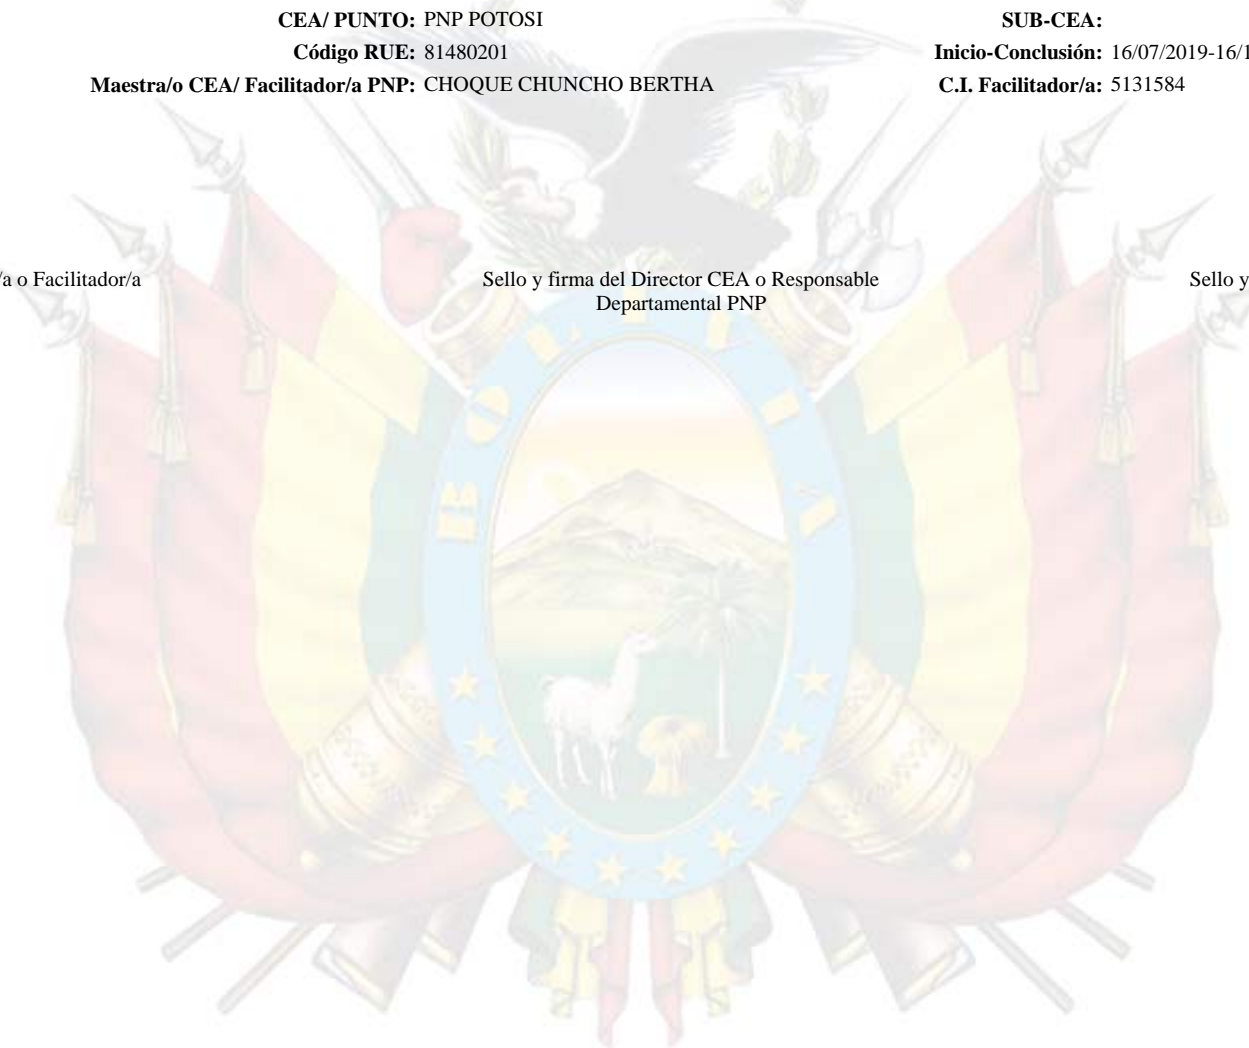 CEA/ PUNTO: PNP POTOSI SUB-CEA:
Código RUE: 81480201 Inicio-Conclusión: 16/07/2019-16/1
Maestra/o CEA/ Facilitador/a PNP: CHOQUE CHUNCHO BERTHA C.I. Facilitador/a: 5131584
/a o Facilitador/a Sello y firma del Director CEA o Responsable Sello y
Departamental PNP
BOLIVIA